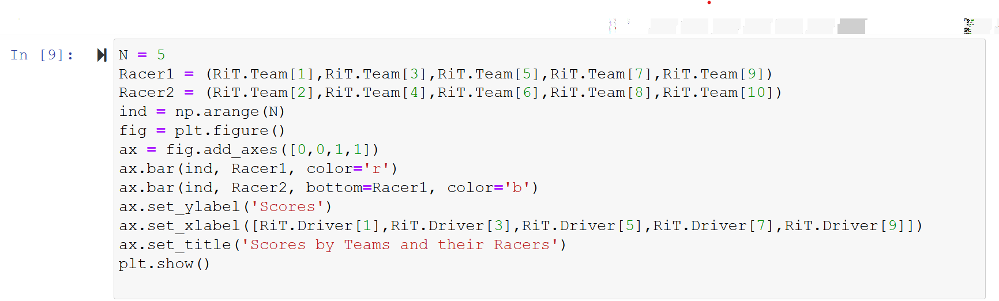 In [9]:
N = 5
Racer1 = (RiT.Team[1],RiT.Team[3],RiT.Team[5],RiT.Team[7],RiT.Team[9])
Racer2 = (RiT.Team[2],RiT.Team[4],RiT.Team[6],RiT.Team[8],RiT.Team[10])
ind = np.arange(N)
fig = plt.figure()
ax = fig.add_axes([0,0,1,1])
ax.bar(ind, Racer1, color='r')
ax.bar(ind, Racer2, bottom=Racer1, color='b')
ax.set_ylabel('Scores')
ax.set_xlabel([RiT.Driver[1],RiT.Driver[3],RiT.Driver[5],RiT.Driver[7],RiT.Driver[9]])
ax.set_title('Scores by Teams and their Racers')
plt.show()